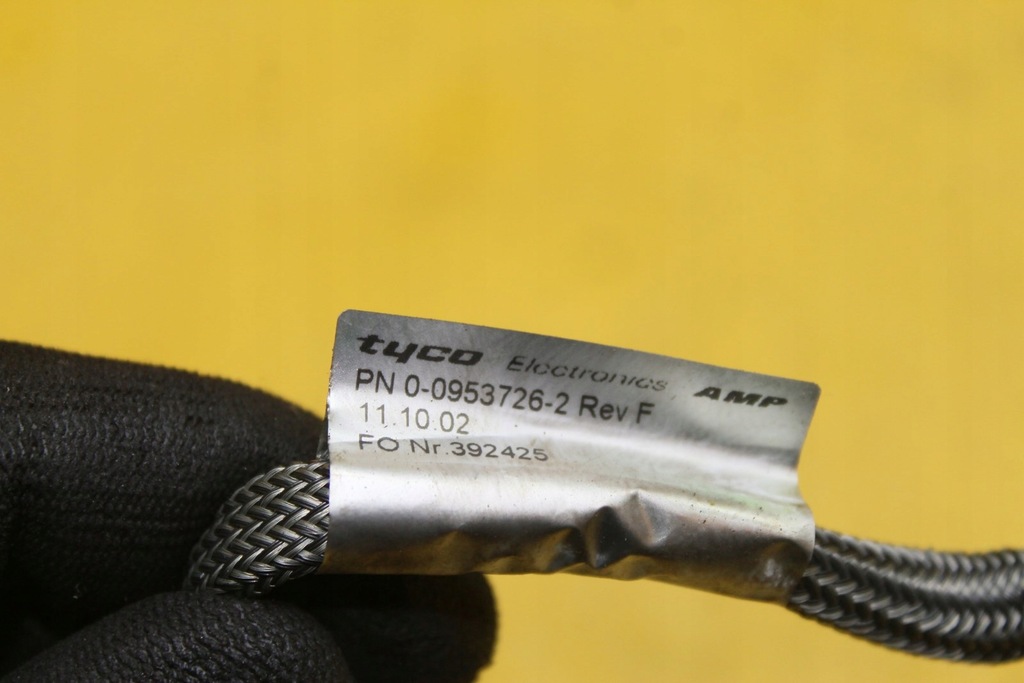 tyco Electronics AMP
PN 0-0953726-2 Rev F
11.10.02
FO Nr.392425